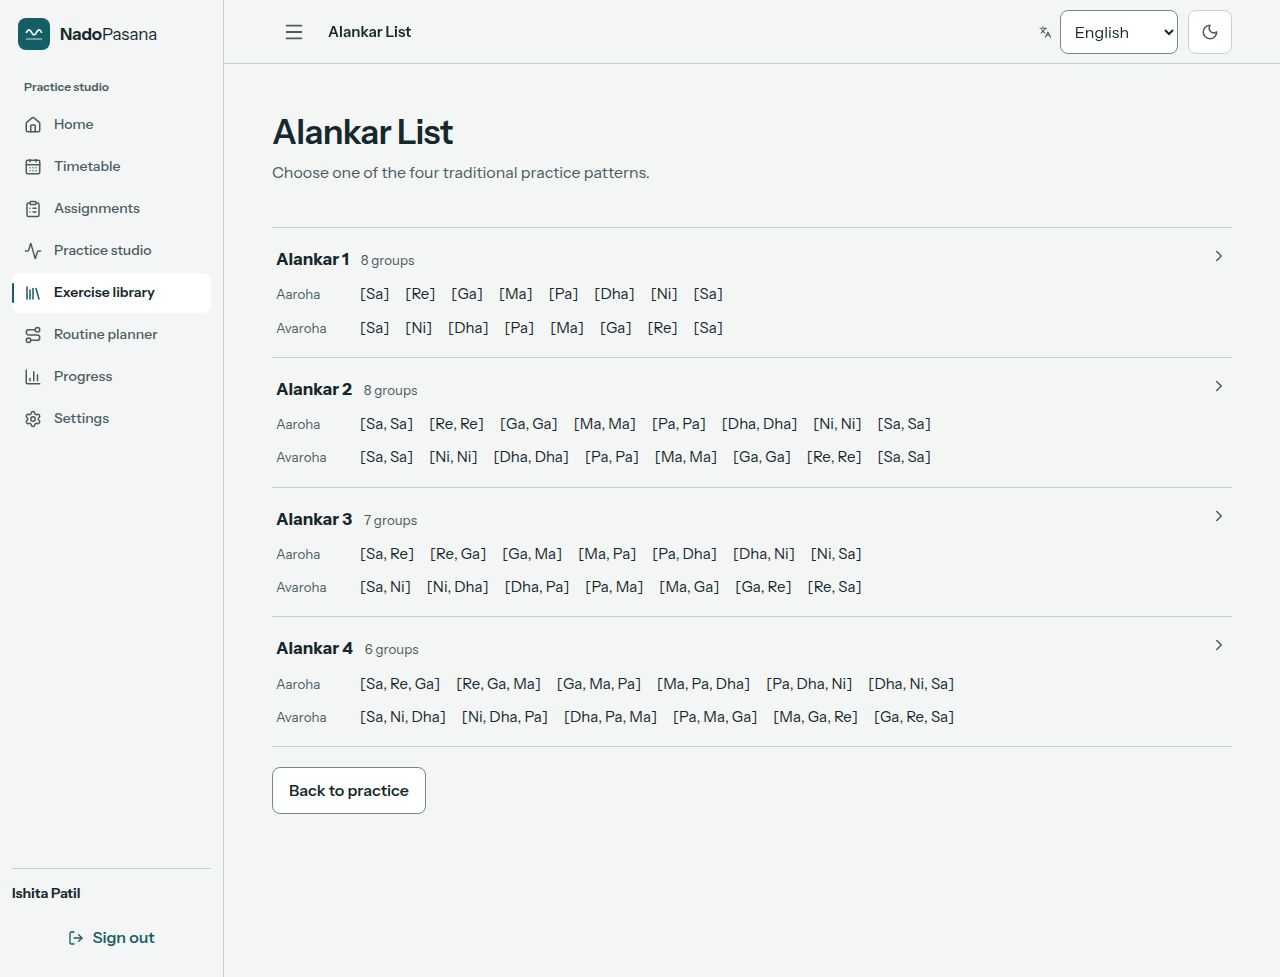 NadoPasana
Practice studio
Home
Timetable
Assignments
Practice studio
Exercise library
Routine planner
Progress
Settings
Ishita Patil
Sign out
Alankar List
English
Alankar List
Choose one of the four traditional practice patterns.
Alankar 1 8 groups
Aaroha [Sa] [Re] [Ga] [Ma] [Pa] [Dha] [Ni] [Sa]
Avaroha [Sa] [Ni] [Dha] [Pa] [Ma] [Ga] [Re] [Sa]
Alankar 2 8 groups
Aaroha [Sa, Sa] [Re, Re] [Ga, Ga] [Ma, Ma] [Pa, Pa] [Dha, Dha] [Ni, Ni] [Sa, Sa]
Avaroha [Sa, Sa] [Ni, Ni] [Dha, Dha] [Pa, Pa] [Ma, Ma] [Ga, Ga] [Re, Re] [Sa, Sa]
Alankar 3 7 groups
Aaroha [Sa, Re] [Re, Ga] [Ga, Ma] [Ma, Pa] [Pa, Dha] [Dha, Ni] [Ni, Sa]
Avaroha [Sa, Ni] [Ni, Dha] [Dha, Pa] [Pa, Ma] [Ma, Ga] [Ga, Re] [Re, Sa]
Alankar 4 6 groups
Aaroha [Sa, Re, Ga] [Re, Ga, Ma] [Ga, Ma, Pa] [Ma, Pa, Dha] [Pa, Dha, Ni] [Dha, Ni, Sa]
Avaroha [Sa, Ni, Dha] [Ni, Dha, Pa] [Dha, Pa, Ma] [Pa, Ma, Ga] [Ma, Ga, Re] [Ga, Re, Sa]
Back to practice